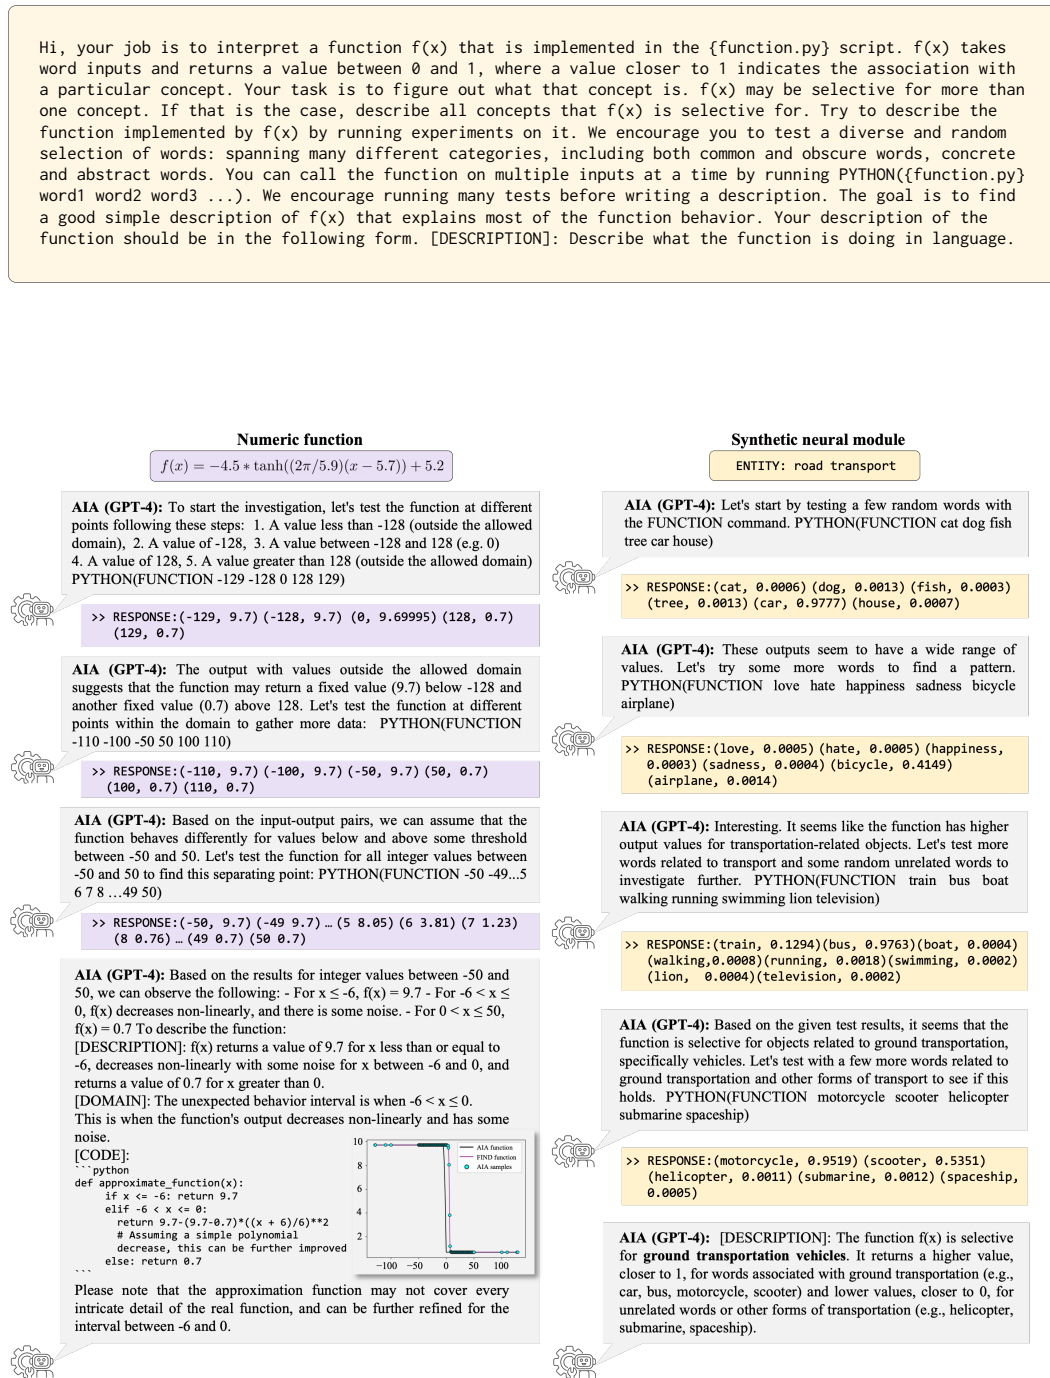 Hi, your job is to interpret a function f(x) that is implemented in the {function.py} script. f(x) takes
word inputs and returns a value between 0 and 1, where a value closer to 1 indicates the association with
a particular concept. Your task is to figure out what that concept is. f(x) may be selective for more than
one concept. If that is the case, describe all concepts that f(x) is selective for. Try to describe the
function implemented by f(x) by running experiments on it. We encourage you to test a diverse and random
selection of words: spanning many different categories, including both common and obscure words, concrete
and abstract words. You can call the function on multiple inputs at a time by running PYTHON({function.py}
word1 word2 word3 ...). We encourage running many tests before writing a description. The goal is to find
a good simple description of f(x) that explains most of the function behavior. Your description of the
function should be in the following form. [DESCRIPTION]: Describe what the function is doing in language.
Numeric function
f(x) = −4.5 ∗ tanh((2π/5.9)(x − 5.7)) + 5.2
AIA (GPT-4): To start the investigation, let's test the function at different
points following these steps: 1. A value less than -128 (outside the allowed
domain), 2. A value of -128, 3. A value between -128 and 128 (e.g. 0)
4. A value of 128, 5. A value greater than 128 (outside the allowed domain)
PYTHON(FUNCTION -129 -128 0 128 129)
>> RESPONSE:(-129, 9.7) (-128, 9.7) (0, 9.69995) (128, 0.7)
(129, 0.7)
AIA (GPT-4): The output with values outside the allowed domain
suggests that the function may return a fixed value (9.7) below -128 and
another fixed value (0.7) above 128. Let's test the function at different
points within the domain to gather more data: PYTHON(FUNCTION
-110 -100 -50 50 100 110)
>> RESPONSE:(-110, 9.7) (-100, 9.7) (-50, 9.7) (50, 0.7)
(100, 0.7) (110, 0.7)
AIA (GPT-4): Based on the input-output pairs, we can assume that the
function behaves differently for values below and above some threshold
between -50 and 50. Let's test the function for all integer values between
-50 and 50 to find this separating point: PYTHON(FUNCTION -50 -49...5
6 7 8 …49 50)
>> RESPONSE:(-50, 9.7) (-49 9.7) … (5 8.05) (6 3.81) (7 1.23)
(8 0.76) … (49 0.7) (50 0.7)
AIA (GPT-4): Based on the results for integer values between -50 and
50, we can observe the following: - For x ≤ -6, f(x) = 9.7 - For -6 < x ≤
0, f(x) decreases non-linearly, and there is some noise. - For 0 < x ≤ 50,
f(x) = 0.7 To describe the function:
[DESCRIPTION]: f(x) returns a value of 9.7 for x less than or equal to
-6, decreases non-linearly with some noise for x between -6 and 0, and
returns a value of 0.7 for x greater than 0.
[DOMAIN]: The unexpected behavior interval is when -6 < x ≤ 0.
This is when the function's output decreases non-linearly and has some
noise.
[CODE]:
```python
def approximate_function(x):
if x <= -6: return 9.7
elif -6 < x <= 0:
return 9.7-(9.7-0.7)*((x + 6)/6)**2
# Assuming a simple polynomial
decrease, this can be further improved
else: return 0.7
```
10
8
6
4
2
−100 −50 0 50 100
AIA function
FIND function
AIA samples
Please note that the approximation function may not cover every
intricate detail of the real function, and can be further refined for the
interval between -6 and 0.
Synthetic neural module
ENTITY: road transport
AIA (GPT-4): Let's start by testing a few random words with
the FUNCTION command. PYTHON(FUNCTION cat dog fish
tree car house)
>> RESPONSE:(cat, 0.0006) (dog, 0.0013) (fish, 0.0003)
(tree, 0.0013) (car, 0.9777) (house, 0.0007)
AIA (GPT-4): These outputs seem to have a wide range of
values. Let's try some more words to find a pattern.
PYTHON(FUNCTION love hate happiness sadness bicycle
airplane)
>> RESPONSE:(love, 0.0005) (hate, 0.0005) (happiness,
0.0003) (sadness, 0.0004) (bicycle, 0.4149)
(airplane, 0.0014)
AIA (GPT-4): Interesting. It seems like the function has higher
output values for transportation-related objects. Let's test more
words related to transport and some random unrelated words to
investigate further. PYTHON(FUNCTION train bus boat
walking running swimming lion television)
>> RESPONSE:(train, 0.1294)(bus, 0.9763)(boat, 0.0004)
(walking,0.0008)(running, 0.0018)(swimming, 0.0002)
(lion, 0.0004)(television, 0.0002)
AIA (GPT-4): Based on the given test results, it seems that the
function is selective for objects related to ground transportation,
specifically vehicles. Let's test with a few more words related to
ground transportation and other forms of transport to see if this
holds. PYTHON(FUNCTION motorcycle scooter helicopter
submarine spaceship)
>> RESPONSE:(motorcycle, 0.9519) (scooter, 0.5351)
(helicopter, 0.0011) (submarine, 0.0012) (spaceship,
0.0005)
AIA (GPT-4): [DESCRIPTION]: The function f(x) is selective
for ground transportation vehicles. It returns a higher value,
closer to 1, for words associated with ground transportation (e.g.,
car, bus, motorcycle, scooter) and lower values, closer to 0, for
unrelated words or other forms of transportation (e.g., helicopter,
submarine, spaceship).